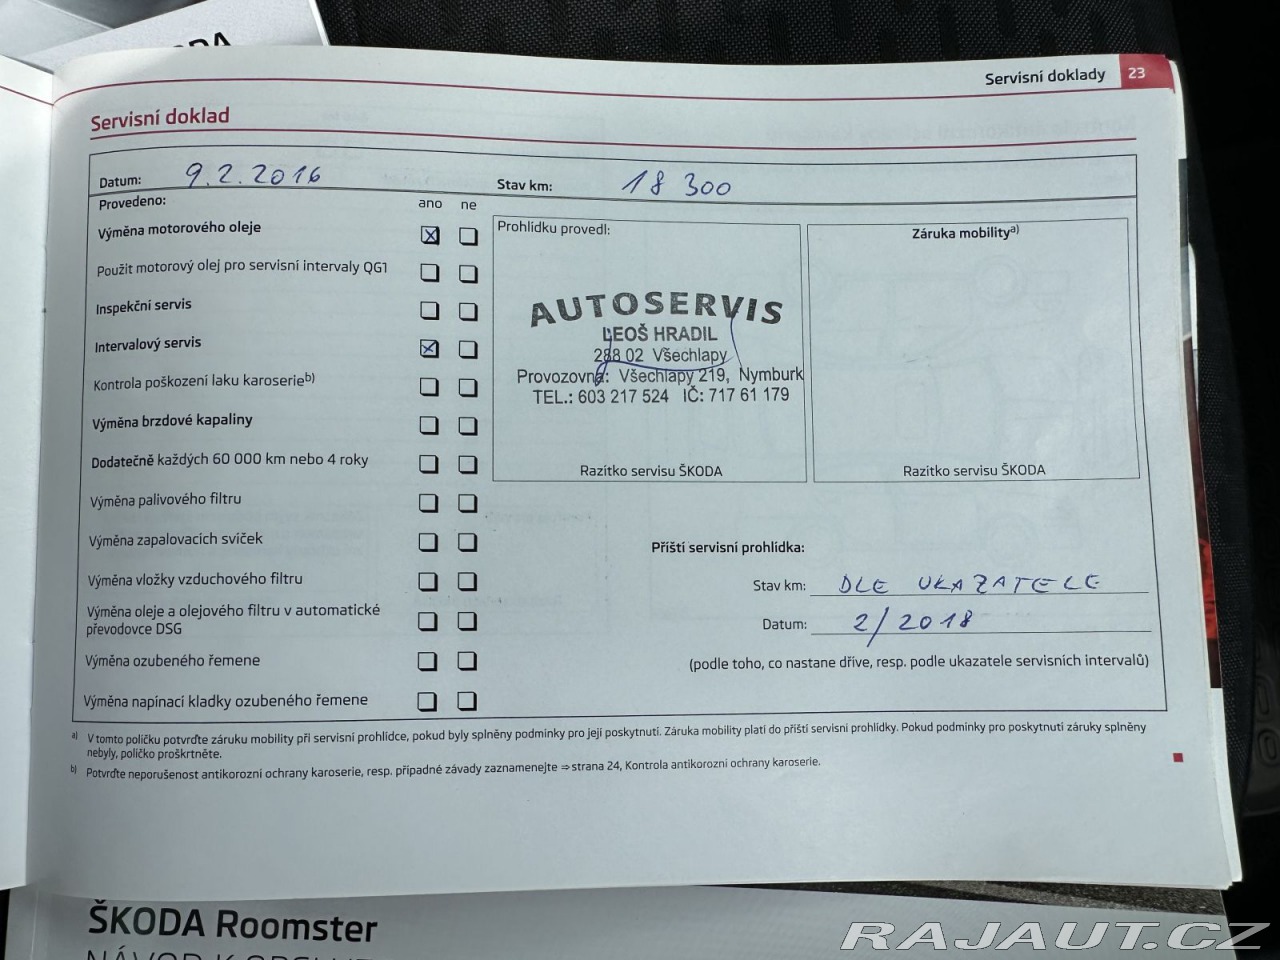 Servisní doklady 23
Servisní doklad
Datum: 9.2.2016 Stav km: 18 300
Provedeno: ano ne
Výměna motorového oleje
Použit motorový olej pro servisní intervaly QG1
Inspekční servis
Intervalový servis
Kontrola poškození laku karoserie b)
Výměna brzdové kapaliny
Dodatečně každých 60 000 km nebo 4 roky
Výměna palivového filtru
Výměna zapalovacích svíček
Výměna vložky vzduchového filtru
Výměna oleje a olejového filtru v automatické
převodovce DSG
Výměna ozubeného řemene
Výměna napínací kladky ozubeného řemene
Prohlídku provedl:
AUTOSERVIS
LEOŠ HRADIL
288 02 Všechlapy
Provozovna: Všechlapy 219, Nymburk
TEL.: 603 217 524 IČ: 717 61 179
Razítko servisu ŠKODA
Záruka mobility a)
Razítko servisu ŠKODA
Příští servisní prohlídka:
Stav km: DLE UKAZATELE
Datum: 2/2018
(podle toho, co nastane dříve, resp. podle ukazatele servisních intervalů)
a) V tomto políčku potvrďte záruku mobility při servisní prohlídce, pokud byly splněny podmínky pro její poskytnutí. Záruka mobility platí do příští servisní prohlídky. Pokud podmínky pro poskytnutí záruky splněny
nebyly, políčko proškrtněte.
b) Potvrďte neporušenost antikorozní ochrany karoserie, resp. případné závady zaznamenejte ⇒ strana 24, Kontrola antikorozní ochrany karoserie.
ŠKODA Roomster
NÁVOD K OBSLUZE
RAJAUT.CZ